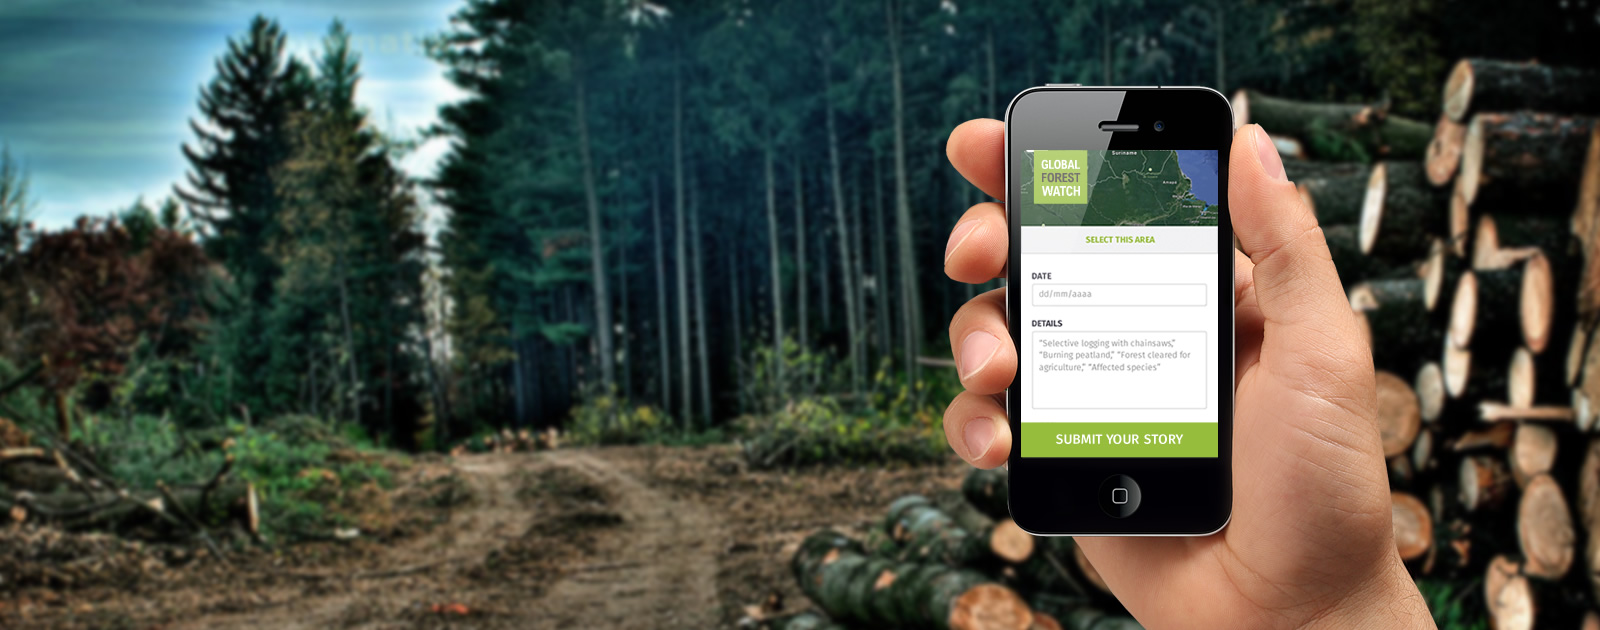 Suriname
GLOBAL
FOREST
WATCH
Amapá
SELECT THIS AREA
DATE
dd/mm/aaaa
DETAILS
"Selective logging with chainsaws,"
"Burning peatland," "Forest cleared for
agriculture," "Affected species"
SUBMIT YOUR STORY